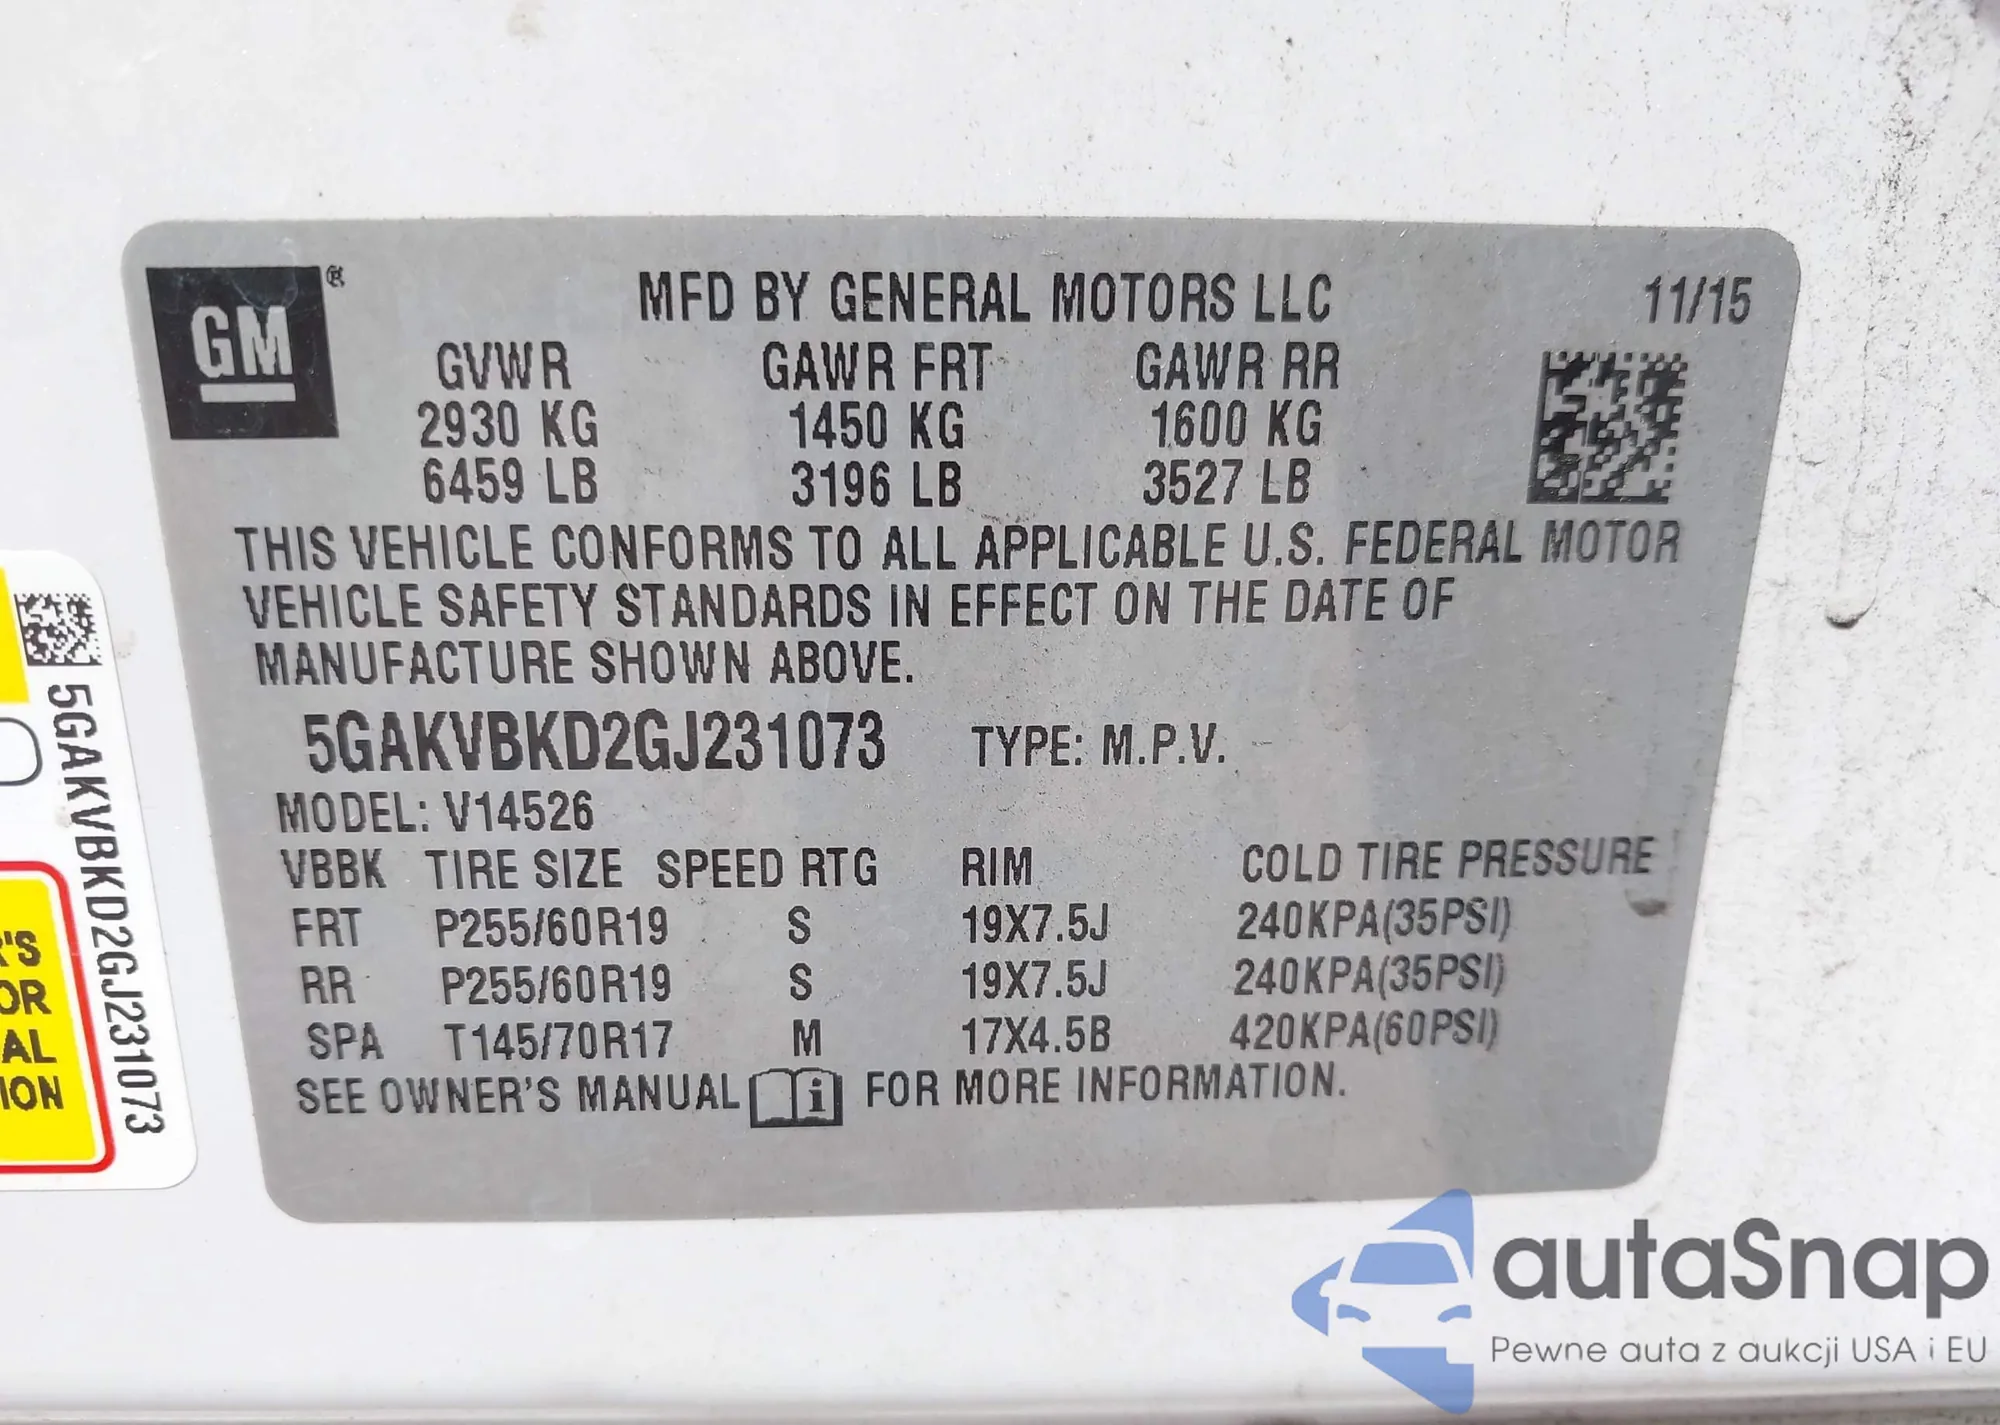 GM ®
MFD BY GENERAL MOTORS LLC 11/15
GVWR GAWR FRT GAWR RR
2930 KG 1450 KG 1600 KG
6459 LB 3196 LB 3527 LB
THIS VEHICLE CONFORMS TO ALL APPLICABLE U.S. FEDERAL MOTOR
VEHICLE SAFETY STANDARDS IN EFFECT ON THE DATE OF
MANUFACTURE SHOWN ABOVE.
5GAKVBKD2GJ231073 TYPE: M.P.V.
MODEL: V14526
VBBK TIRE SIZE SPEED RTG RIM COLD TIRE PRESSURE
FRT P255/60R19 S 19X7.5J 240KPA(35PSI)
RR P255/60R19 S 19X7.5J 240KPA(35PSI)
SPA T145/70R17 M 17X4.5B 420KPA(60PSI)
SEE OWNER'S MANUAL i FOR MORE INFORMATION.
5GAKVBKD2GJ231073
R'S
OR
AL
ION
autaSnap
Pewne auta z aukcji USA i EU